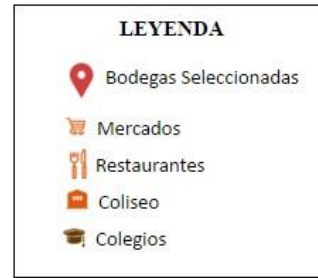 LEYENDA
Bodegas Seleccionadas
Mercados
Restaurantes
Coliseo
Colegios